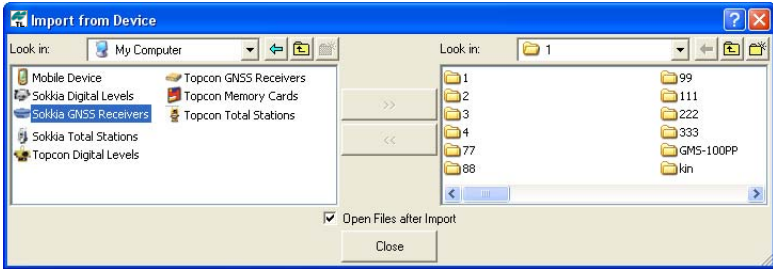 Import from Device
Look in: My Computer
Look in: 1
Mobile Device
Sokkia Digital Levels
Sokkia GNSS Receivers
Sokkia Total Stations
Topcon Digital Levels
Topcon GNSS Receivers
Topcon Memory Cards
Topcon Total Stations
>>
<<
1
2
3
4
77
88
99
111
222
333
GMS-100PP
kin
Open Files after Import
Close